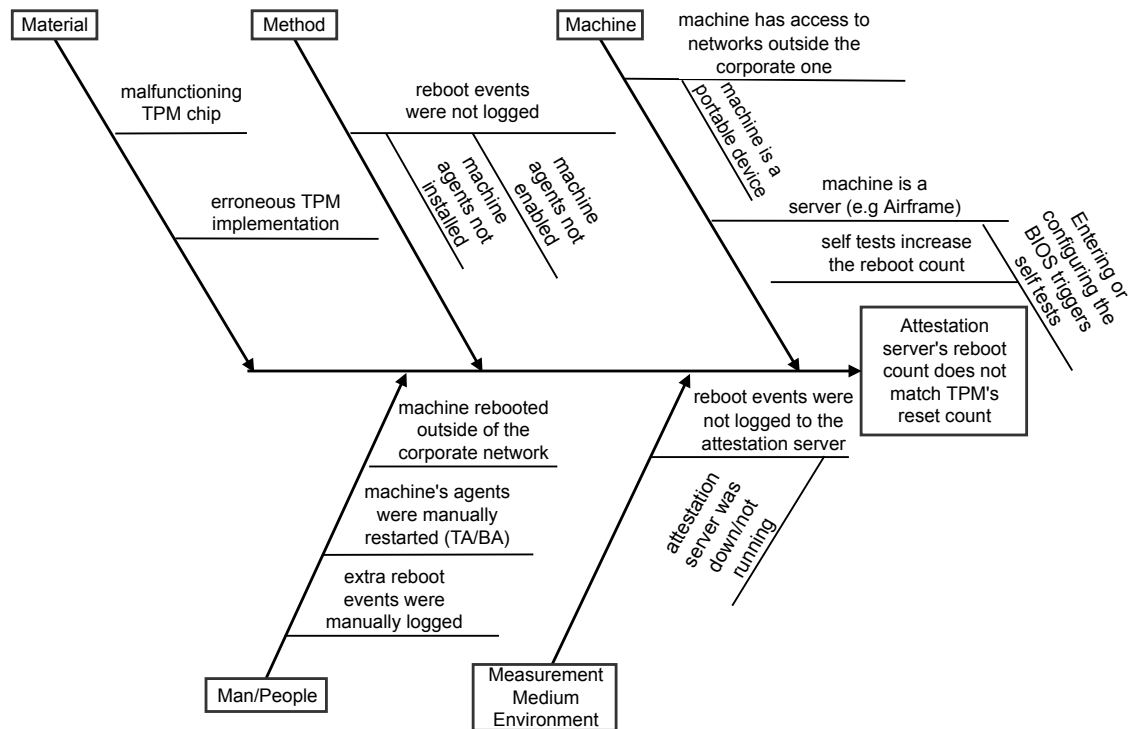 Material
Method
Machine
machine has access to
networks outside the
corporate one
machine is a
portable device
malfunctioning
TPM chip
reboot events
were not logged
machine
agents not
installed
machine
agents not
enabled
erroneous TPM
implementation
machine is a
server (e.g Airframe)
self tests increase
the reboot count
Entering or
configuring the
BIOS triggers
self tests
Attestation
server's reboot
count does not
match TPM's
reset count
machine rebooted
outside of the
corporate network
machine's agents
were manually
restarted (TA/BA)
extra reboot
events were
manually logged
reboot events were
not logged to the
attestation server
attestation
server was
down/not
running
Man/People
Measurement
Medium
Environment